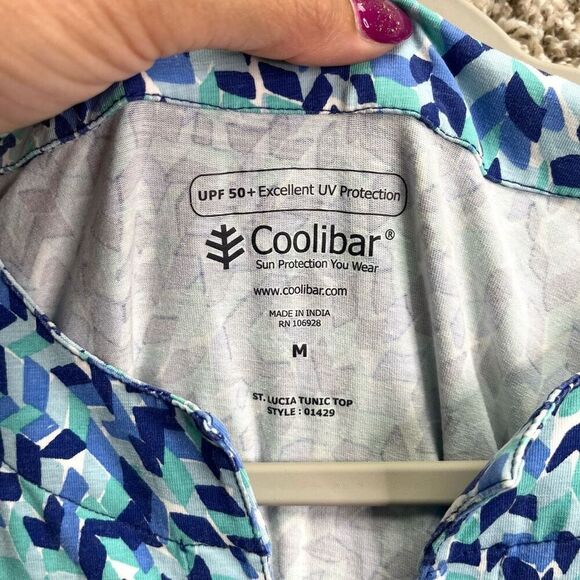 UPF 50+ Excellent UV Protection
Coolibar®
Sun Protection You Wear
www.coolibar.com
MADE IN INDIA
RN 106928
M
ST. LUCIA TUNIC TOP
STYLE : 01429